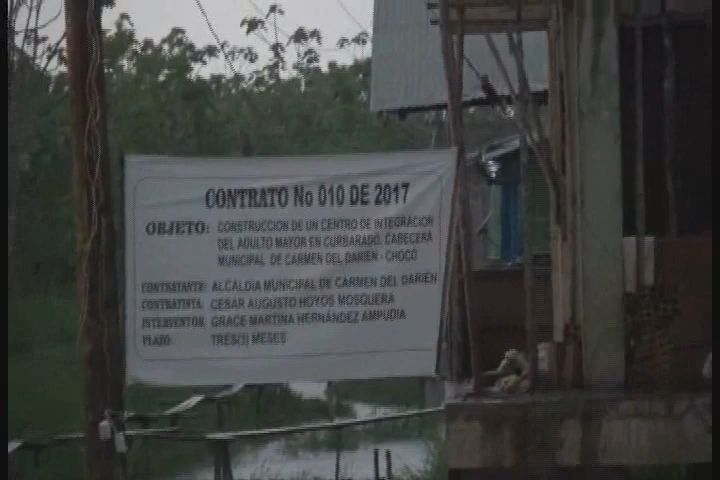 CONTRATO No 010 DE 2017
OBJETO: CONSTRUCCION DE UN CENTRO DE INTEGRACION
DEL ADULTO MAYOR EN CURBARADO, CABECERA
MUNICIPAL DE CARMEN DEL DARIEN - CHOCÓ
CONTRATANTE: ALCALDIA MUNICIPAL DE CARMEN DEL DARIEN
CONTRATISTA: CESAR AUGUSTO HOYOS MOSQUERA
INTERVENTOR: GRACE MARTINA HERNÁNDEZ AMPUDIA
PLAZO: TRES(3) MESES